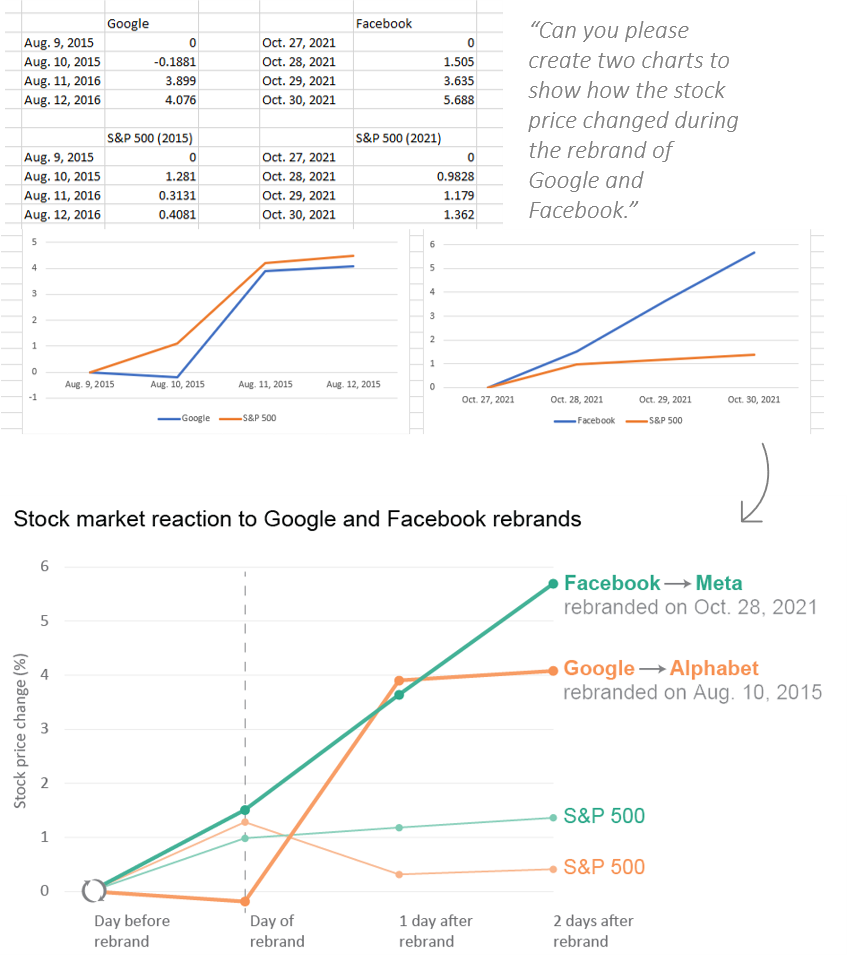 Google Facebook
Aug. 9, 2015 0 Oct. 27, 2021 0
Aug. 10, 2015 -0.1881 Oct. 28, 2021 1.505
Aug. 11, 2016 3.899 Oct. 29, 2021 3.635
Aug. 12, 2016 4.076 Oct. 30, 2021 5.688
S&P 500 (2015) S&P 500 (2021)
Aug. 9, 2015 0 Oct. 27, 2021 0
Aug. 10, 2015 1.281 Oct. 28, 2021 0.9828
Aug. 11, 2016 0.3131 Oct. 29, 2021 1.179
Aug. 12, 2016 0.4081 Oct. 30, 2021 1.362
“Can you please
create two charts to
show how the stock
price changed during
the rebrand of
Google and
Facebook.”
5
4
3
2
1
0
-1
Aug. 9, 2015 Aug. 10, 2015 Aug. 11, 2015 Aug. 12, 2015
Google S&P 500
6
5
4
3
2
1
0
Oct. 27, 2021 Oct. 28, 2021 Oct. 29, 2021 Oct. 30, 2021
Facebook S&P 500
Stock market reaction to Google and Facebook rebrands
Stock price change (%)
6
5
4
3
2
1
0
Facebook → Meta
rebranded on Oct. 28, 2021
Google → Alphabet
rebranded on Aug. 10, 2015
S&P 500
S&P 500
Day before
rebrand
Day of
rebrand
1 day after
rebrand
2 days after
rebrand